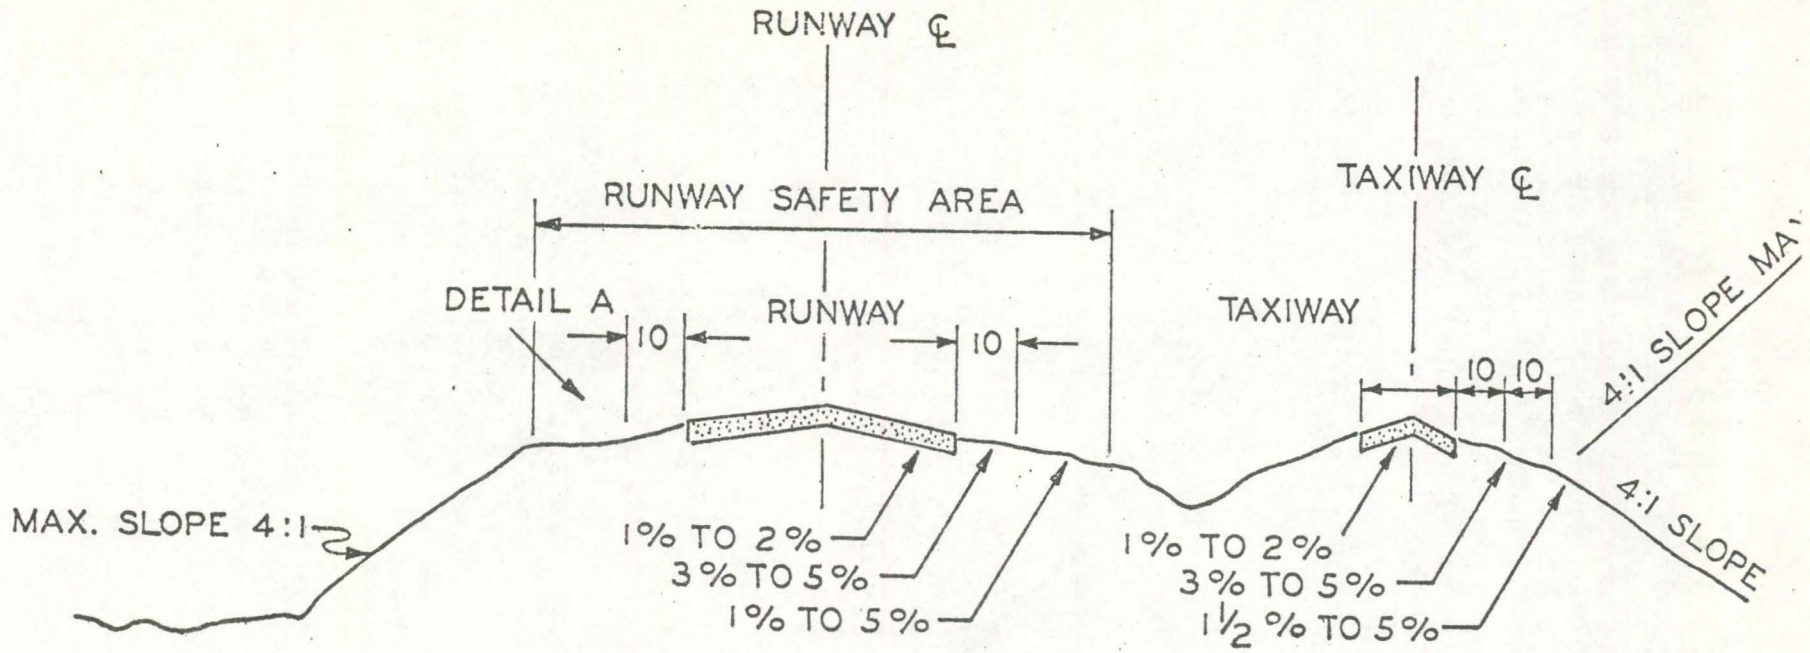 RUNWAY ℄
TAXIWAY ℄
RUNWAY SAFETY AREA
DETAIL A
RUNWAY
TAXIWAY
10
10
10
10
4:1 SLOPE
4:1 SLOPE
MAX. SLOPE 4:1
1% TO 2%
3% TO 5%
1% TO 5%
1% TO 2%
3% TO 5%
1 1/2 % TO 5%